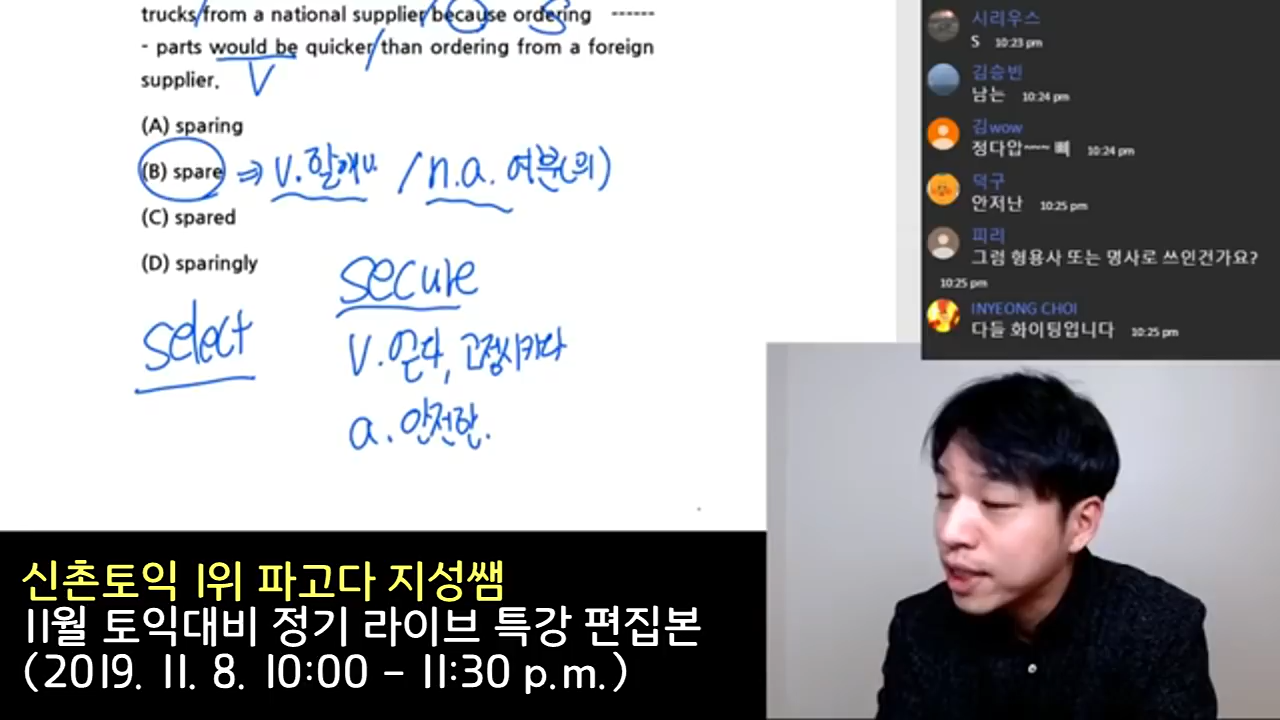 trucks from a national supplier because ordering ------
- parts would be quicker than ordering from a foreign
supplier.
V
(A) sparing
(B) spare ⇒ v. 할애다 / n.a. 여분(의)
(C) spared
(D) sparingly
secure
select
v. 얻다, 고정시키다
a. 안전한.
시리우스
S 10:23 pm
김승빈
남는 10:24 pm
김wow
정다압~~~ 삐 10:24 pm
덕구
안저난 10:25 pm
피리
그럼 형용사 또는 명사로 쓰인건가요?
10:25 pm
INYEONG CHOI
다들 화이팅입니다 10:25 pm
신촌토익 1위 파고다 지성쌤
11월 토익대비 정기 라이브 특강 편집본
(2019. 11. 8. 10:00 - 11:30 p.m.)